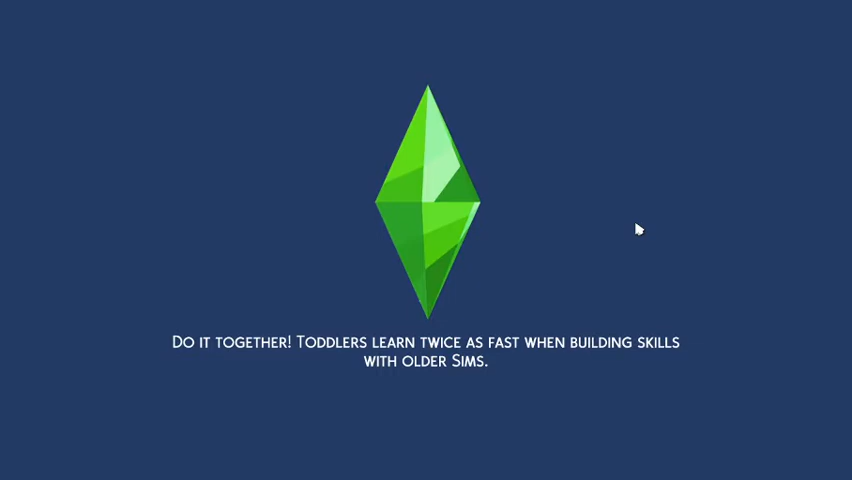 Do it together! Toddlers learn twice as fast when building skills
with older Sims.